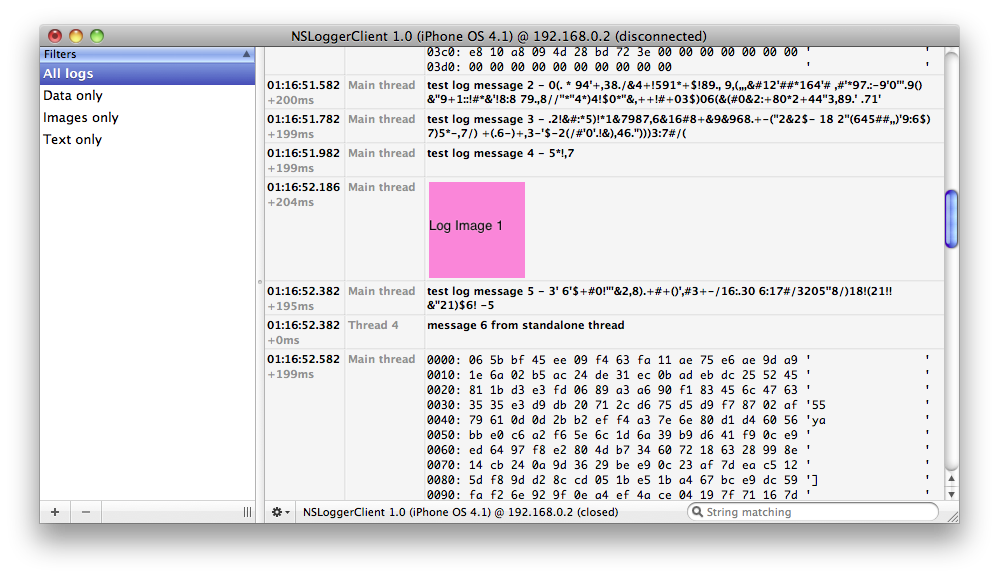 NSLoggerClient 1.0 (iPhone OS 4.1) @ 192.168.0.2 (disconnected)
Filters
All logs
Data only
Images only
Text only
03c0: e8 10 a8 09 4d 28 bd 72 3e 00 00 00 00 00 00 00 ' '
03d0: 00 00 00 00 00 00 00 00 00 00 ' '
01:16:51.582 Main thread test log message 2 - 0(. * 94'+,38./&4+!591*+$!89., 9,(,,,&#12'##*164'# ,#'*97.:-9'0'".9()
+200ms &"9+1::!#*&'!8:8 79.,8//"*"4*)4!$0*"&,++!#+03$)06(&(#0&2:+80*2+44"3,89.' .71'
01:16:51.782 Main thread test log message 3 - .2!&#:*5)!*1&7987,6&16#8+&9&968.+-("2&2$- 18 2"(645##,,)'9:6$)
+199ms 7)5*-,7/) +(.6-)+,3-'$-2(/#'0'.!&),46.")))3:7#/(
01:16:51.982 Main thread test log message 4 - 5*!,7
+199ms
01:16:52.186 Main thread
+204ms
Log Image 1
01:16:52.382 Main thread test log message 5 - 3' 6'$+#0!'"&2,8).+#+()',#3+-/16:.30 6:17#/3205"8/)18!(21!!
+195ms &"21)$6! -5
01:16:52.382 Thread 4 message 6 from standalone thread
+0ms
01:16:52.582 Main thread 0000: 06 5b bf 45 ee 09 f4 63 fa 11 ae 75 e6 ae 9d a9 ' '
+199ms 0010: 1e 6a 02 b5 ac 24 de 31 ec 0b ad eb dc 25 52 45 ' '
0020: 81 1b d3 e3 fd 06 89 a3 a6 90 f1 83 45 6c 47 63 ' '
0030: 35 35 e3 d9 db 20 71 2c d6 75 d5 d9 f7 87 02 af '55 '
0040: 79 61 0d 0d 2b b2 ef f4 a3 7e 6e 80 d1 d4 60 56 'ya '
0050: bb e0 c6 a2 f6 5e 6c 1d 6a 39 b9 d6 41 f9 0c e9 ' '
0060: ed 64 97 f8 e2 80 4d b7 34 60 72 18 63 28 99 8e ' '
0070: 14 cb 24 0a 9d 36 29 be e9 0c 23 af 7d ea c5 12 ' '
0080: 5d f8 9d d2 8c cd 05 1b e5 1b a4 67 bc e9 dc 59 '] '
0090: fa f2 6e 92 9f 0e a4 ef 4a ce 04 19 7f 71 16 7d ' '
NSLoggerClient 1.0 (iPhone OS 4.1) @ 192.168.0.2 (closed)
String matching